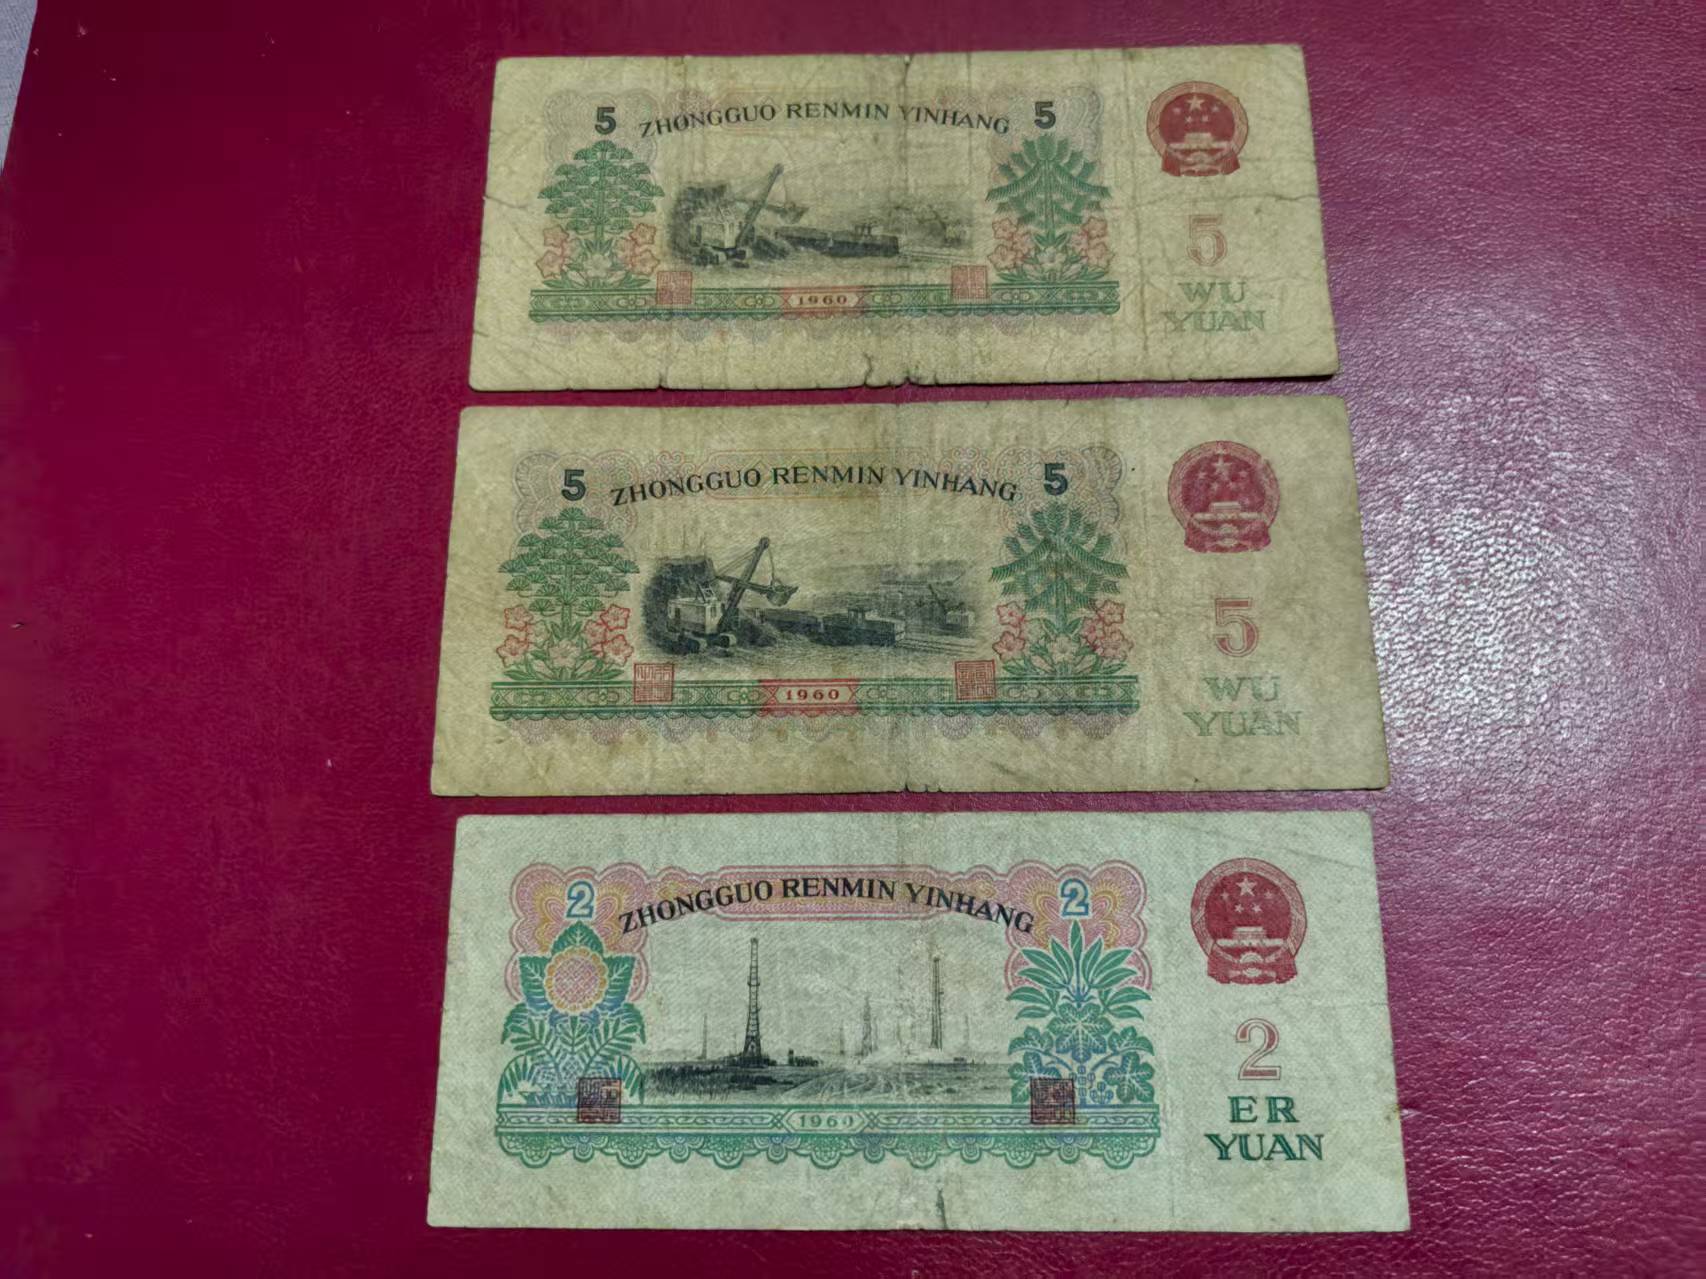 5 ZHONGGUO RENMIN YINHANG 5
5
WU
YUAN
1960
5 ZHONGGUO RENMIN YINHANG 5
5
WU
YUAN
1960
2 ZHONGGUO RENMIN YINHANG 2
2
ER
YUAN
1960